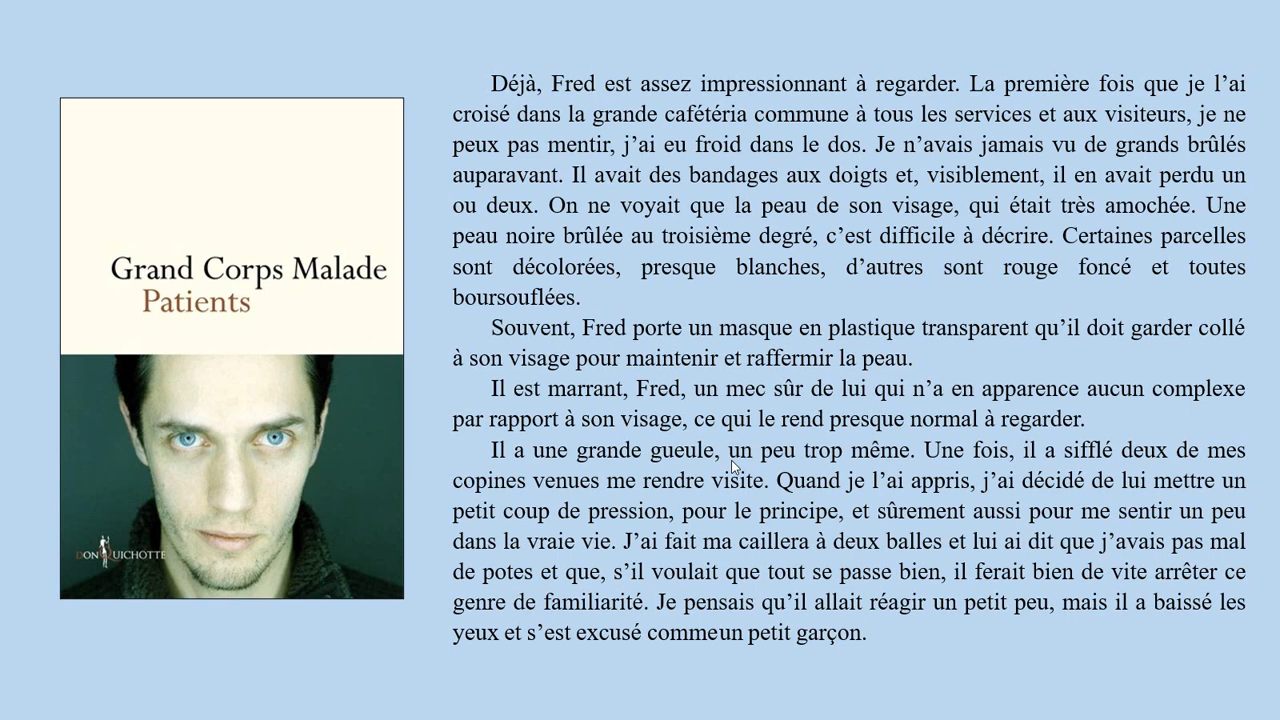 Grand Corps Malade
Patients
DON QUICHOTTE
Déjà, Fred est assez impressionnant à regarder. La première fois que je l’ai
croisé dans la grande cafétéria commune à tous les services et aux visiteurs, je ne
peux pas mentir, j’ai eu froid dans le dos. Je n’avais jamais vu de grands brûlés
auparavant. Il avait des bandages aux doigts et, visiblement, il en avait perdu un
ou deux. On ne voyait que la peau de son visage, qui était très amochée. Une
peau noire brûlée au troisième degré, c’est difficile à décrire. Certaines parcelles
sont décolorées, presque blanches, d’autres sont rouge foncé et toutes
boursouflées.
Souvent, Fred porte un masque en plastique transparent qu’il doit garder collé
à son visage pour maintenir et raffermir la peau.
Il est marrant, Fred, un mec sûr de lui qui n’a en apparence aucun complexe
par rapport à son visage, ce qui le rend presque normal à regarder.
Il a une grande gueule, un peu trop même. Une fois, il a sifflé deux de mes
copines venues me rendre visite. Quand je l’ai appris, j’ai décidé de lui mettre un
petit coup de pression, pour le principe, et sûrement aussi pour me sentir un peu
dans la vraie vie. J’ai fait ma caillera à deux balles et lui ai dit que j’avais pas mal
de potes et que, s’il voulait que tout se passe bien, il ferait bien de vite arrêter ce
genre de familiarité. Je pensais qu’il allait réagir un petit peu, mais il a baissé les
yeux et s’est excusé comme un petit garçon.